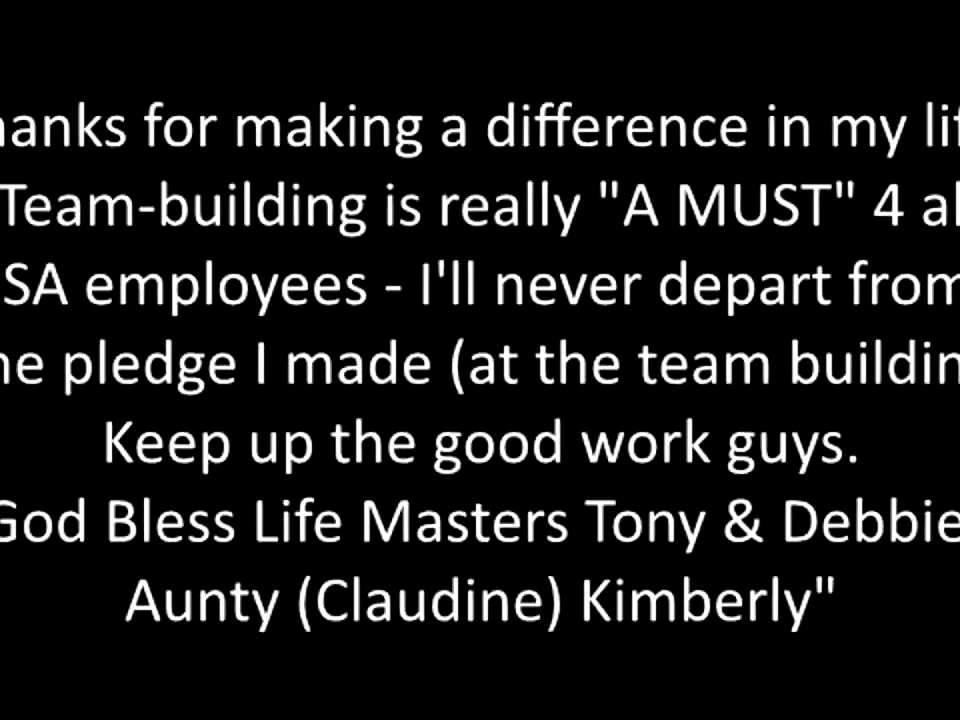 hanks for making a difference in my lif
Team-building is really "A MUST" 4 al
SA employees - I'll never depart from
he pledge I made (at the team buildin
Keep up the good work guys.
God Bless Life Masters Tony & Debbie
Aunty (Claudine) Kimberly"